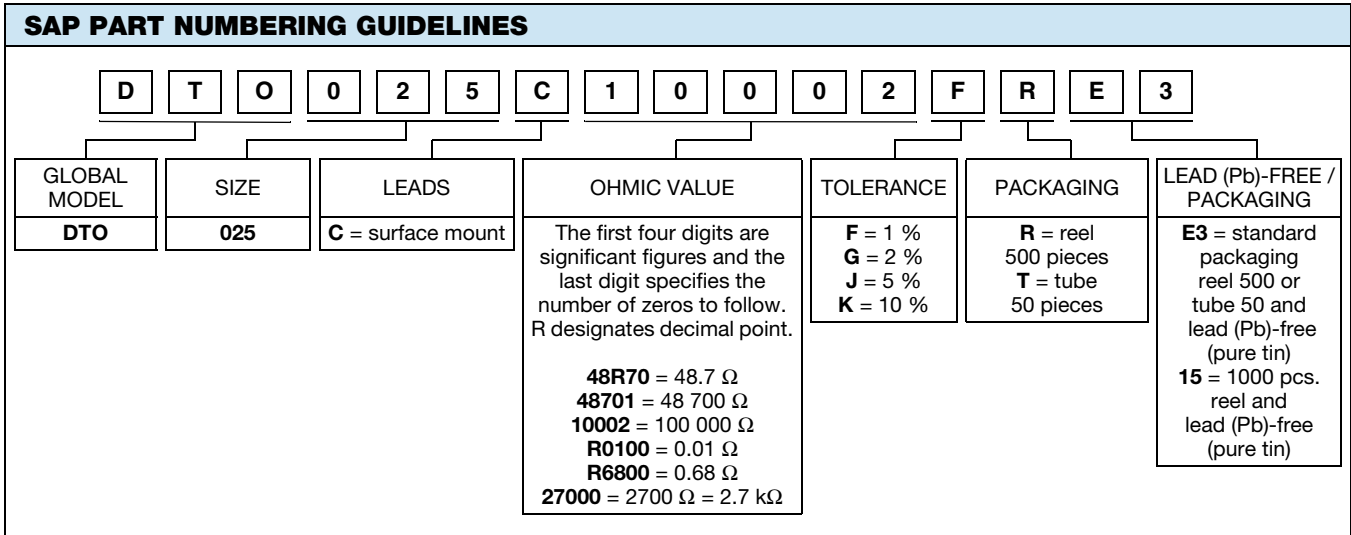 SAP PART NUMBERING GUIDELINES
D T O 0 2 5 C 1 0 0 0 2 F R E 3
GLOBAL
MODEL
DTO
SIZE
025
LEADS
C = surface mount
OHMIC VALUE
The first four digits are
significant figures and the
last digit specifies the
number of zeros to follow.
R designates decimal point.
48R70 = 48.7 Ω
48701 = 48 700 Ω
10002 = 100 000 Ω
R0100 = 0.01 Ω
R6800 = 0.68 Ω
27000 = 2700 Ω = 2.7 kΩ
TOLERANCE
F = 1 %
G = 2 %
J = 5 %
K = 10 %
PACKAGING
R = reel
500 pieces
T = tube
50 pieces
LEAD (Pb)-FREE /
PACKAGING
E3 = standard
packaging
reel 500 or
tube 50 and
lead (Pb)-free
(pure tin)
15 = 1000 pcs.
reel and
lead (Pb)-free
(pure tin)